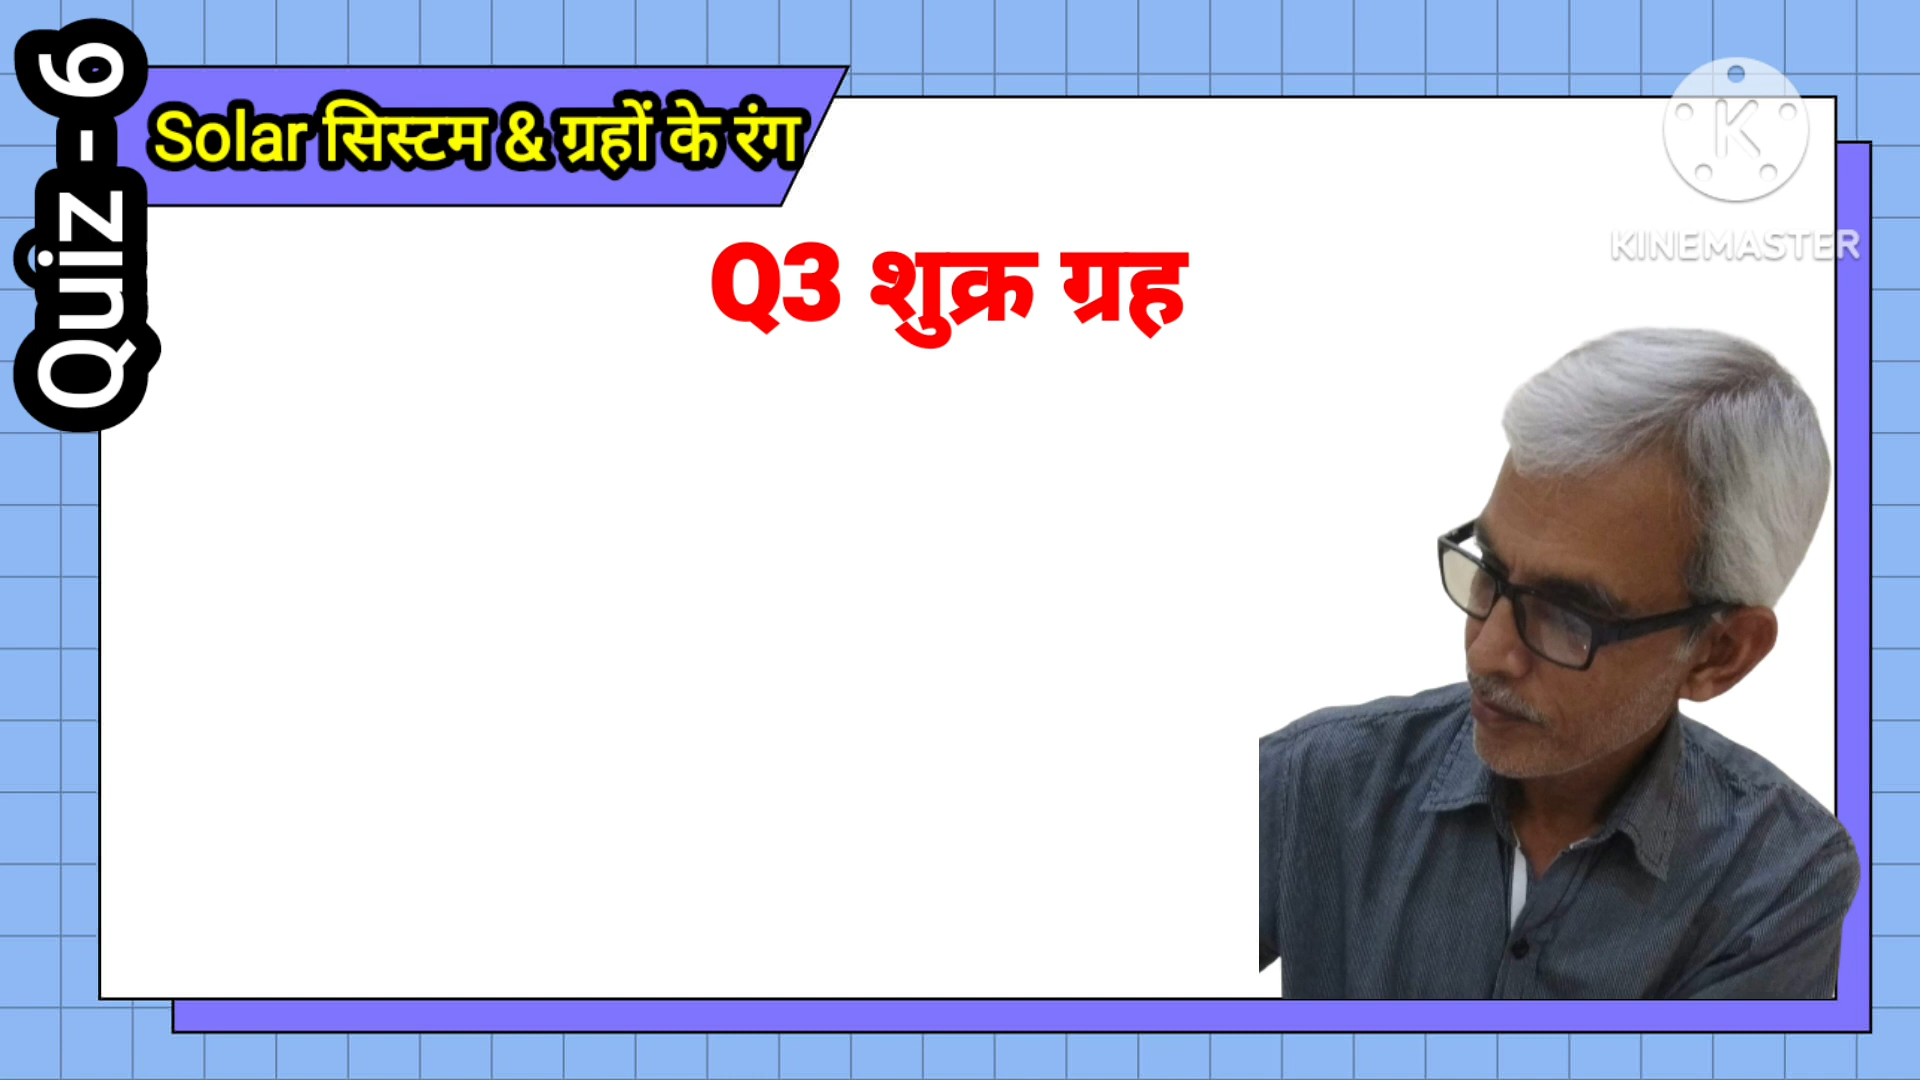 Quiz - 6
Solar सिस्टम & ग्रहों के रंग
K
KINEMASTER
Q3 शुक्र ग्रह